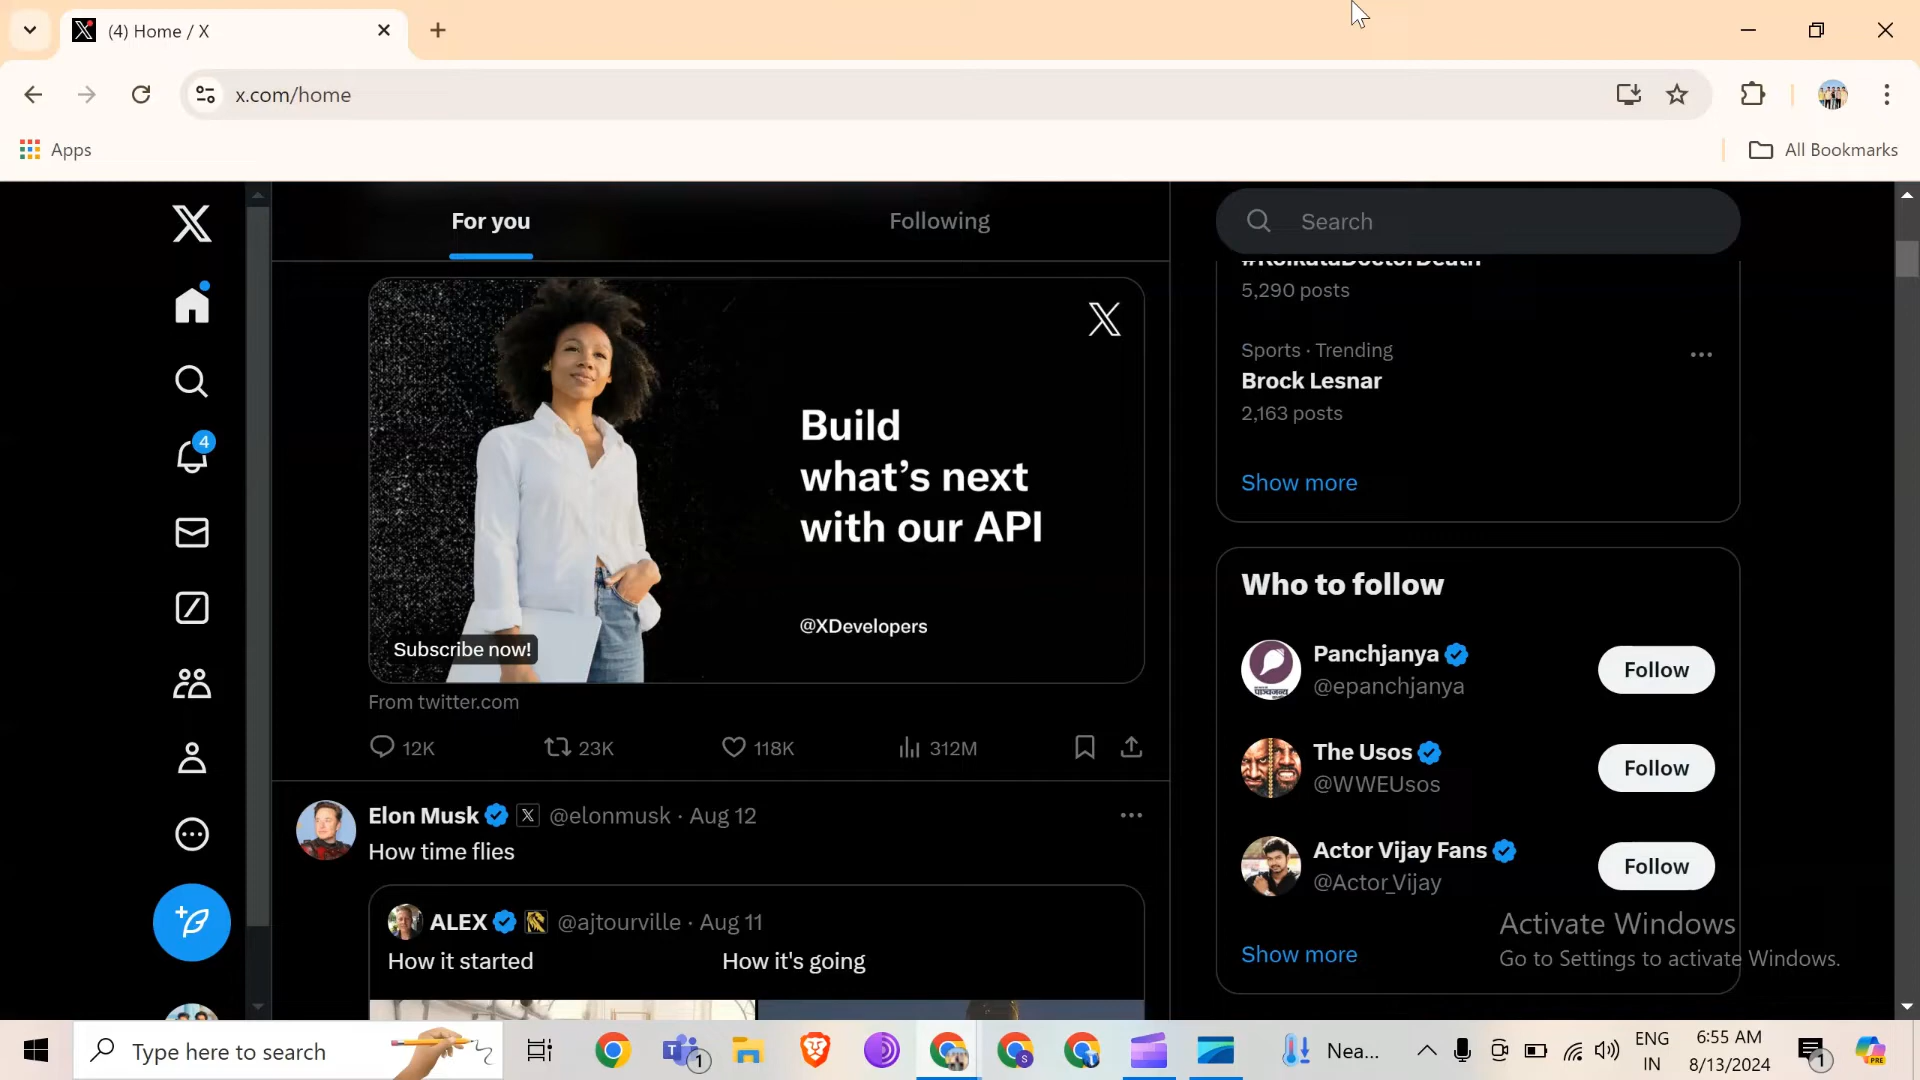 (4) Home / X
x.com/home
Apps
All Bookmarks
For you
Following
Search
#KolkataDoctorDeath
5,290 posts
Sports · Trending
Brock Lesnar
2,163 posts
Show more
Build
what's next
with our API
@XDevelopers
Subscribe now!
From twitter.com
12K
23K
118K
312M
4
Elon Musk @elonmusk · Aug 12
How time flies
ALEX @ajtourville · Aug 11
How it started How it's going
Who to follow
Panchjanya
@epanchjanya
Follow
The Usos
@WWEUsos
Follow
Actor Vijay Fans
@Actor_Vijay
Follow
Show more
Activate Windows
Go to Settings to activate Windows.
Type here to search
1
S
Nea...
ENG
IN
6:55 AM
8/13/2024
1
PRE